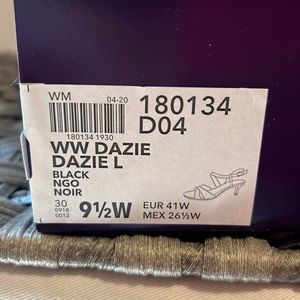 WM 04-20
180134 1930
180134
D04
WW DAZIE
DAZIE L
BLACK
NGO
NOIR
30
0918
0012
9½W
EUR 41W
MEX 26½W